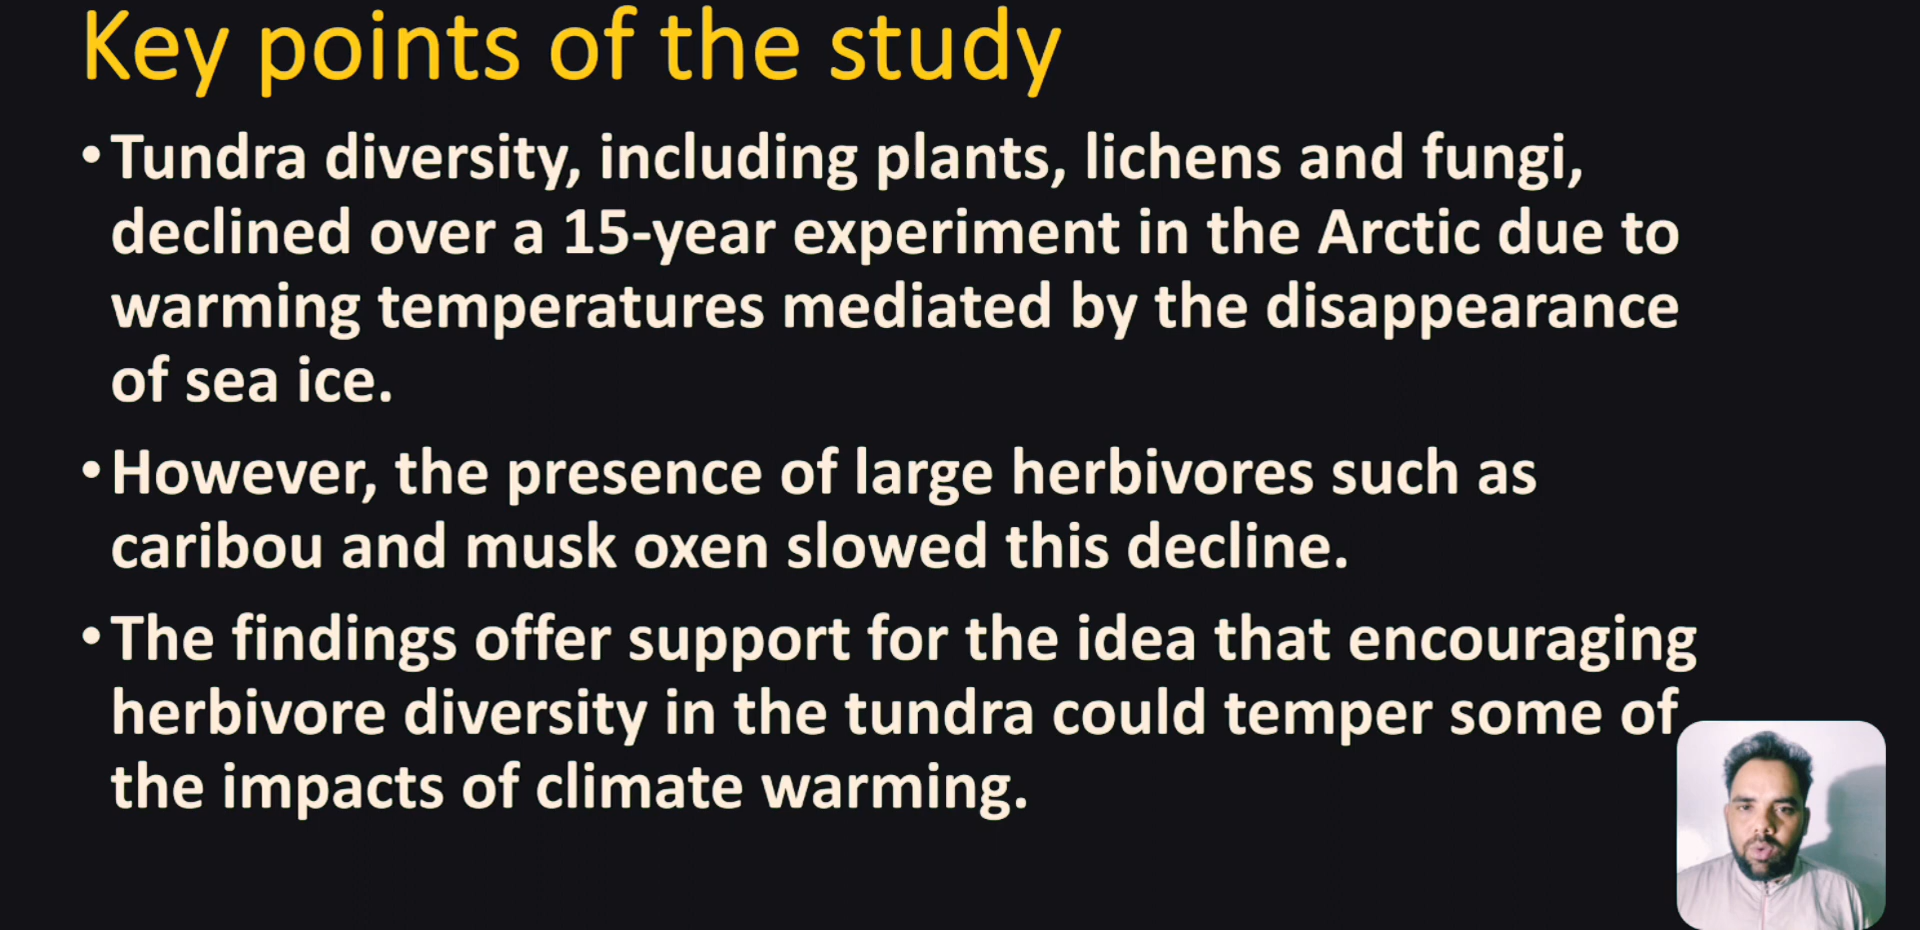 Key points of the study
•Tundra diversity, including plants, lichens and fungi,
declined over a 15-year experiment in the Arctic due to
warming temperatures mediated by the disappearance
of sea ice.
•However, the presence of large herbivores such as
caribou and musk oxen slowed this decline.
•The findings offer support for the idea that encouraging
herbivore diversity in the tundra could temper some of
the impacts of climate warming.